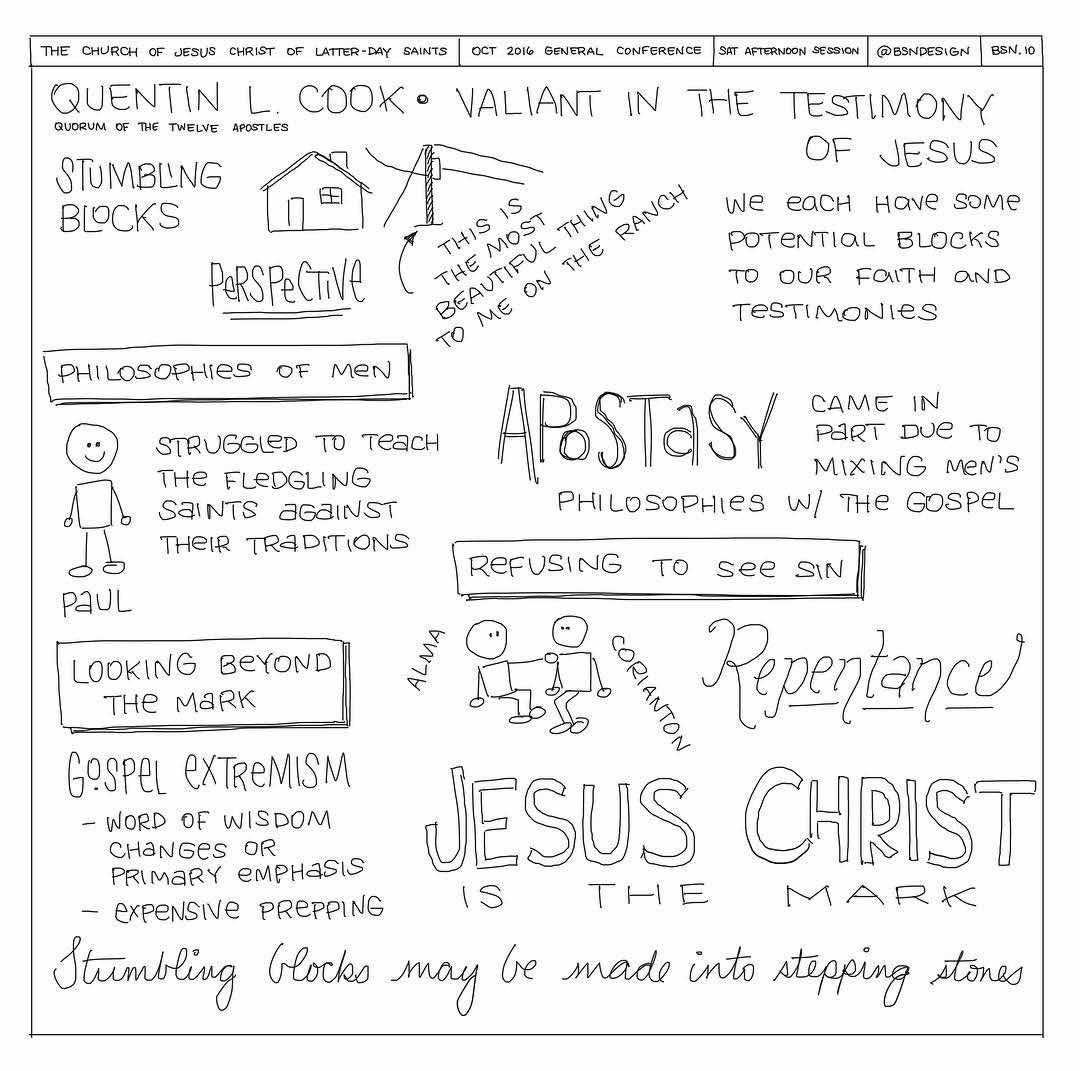 THE CHURCH OF JESUS CHRIST OF LATTER-DAY SAINTS
OCT 2016 GENERAL CONFERENCE
SAT AFTERNOON SESSION
@BSNDESIGN
BSN.10
QUENTIN L. COOK • VALIANT IN THE TESTIMONY
OF JESUS
QUORUM OF THE TWELVE APOSTLES
STUMBLING
BLOCKS
PERSPECTIVE
THIS IS
THE MOST
BEAUTIFUL THING
TO ME ON THE RANCH
WE EACH HAVE SOME
POTENTIAL BLOCKS
TO OUR FAITH AND
TESTIMONIES
PHILOSOPHIES OF MEN
STRUGGLED TO TEACH
THE FLEDGLING
SAINTS AGAINST
THEIR TRADITIONS
PAUL
APOSTASY
CAME IN
PART DUE TO
MIXING MEN'S
PHILOSOPHIES W/ THE GOSPEL
REFUSING TO SEE SIN
ALMA
CORIANTON
Repentance
LOOKING BEYOND
THE MARK
GOSPEL EXTREMISM
- WORD OF WISDOM
CHANGES OR
PRIMARY EMPHASIS
- EXPENSIVE PREPPING
JESUS CHRIST
IS THE MARK
Stumbling blocks may be made into stepping stones